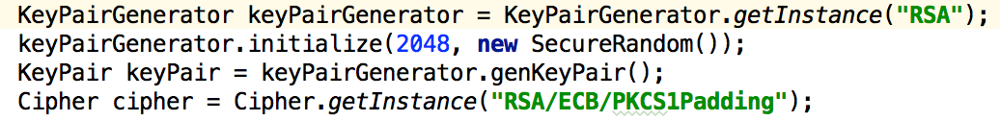 KeyPairGenerator keyPairGenerator = KeyPairGenerator.getInstance("RSA");
keyPairGenerator.initialize(2048, new SecureRandom());
KeyPair keyPair = keyPairGenerator.genKeyPair();
Cipher cipher = Cipher.getInstance("RSA/ECB/PKCS1Padding");